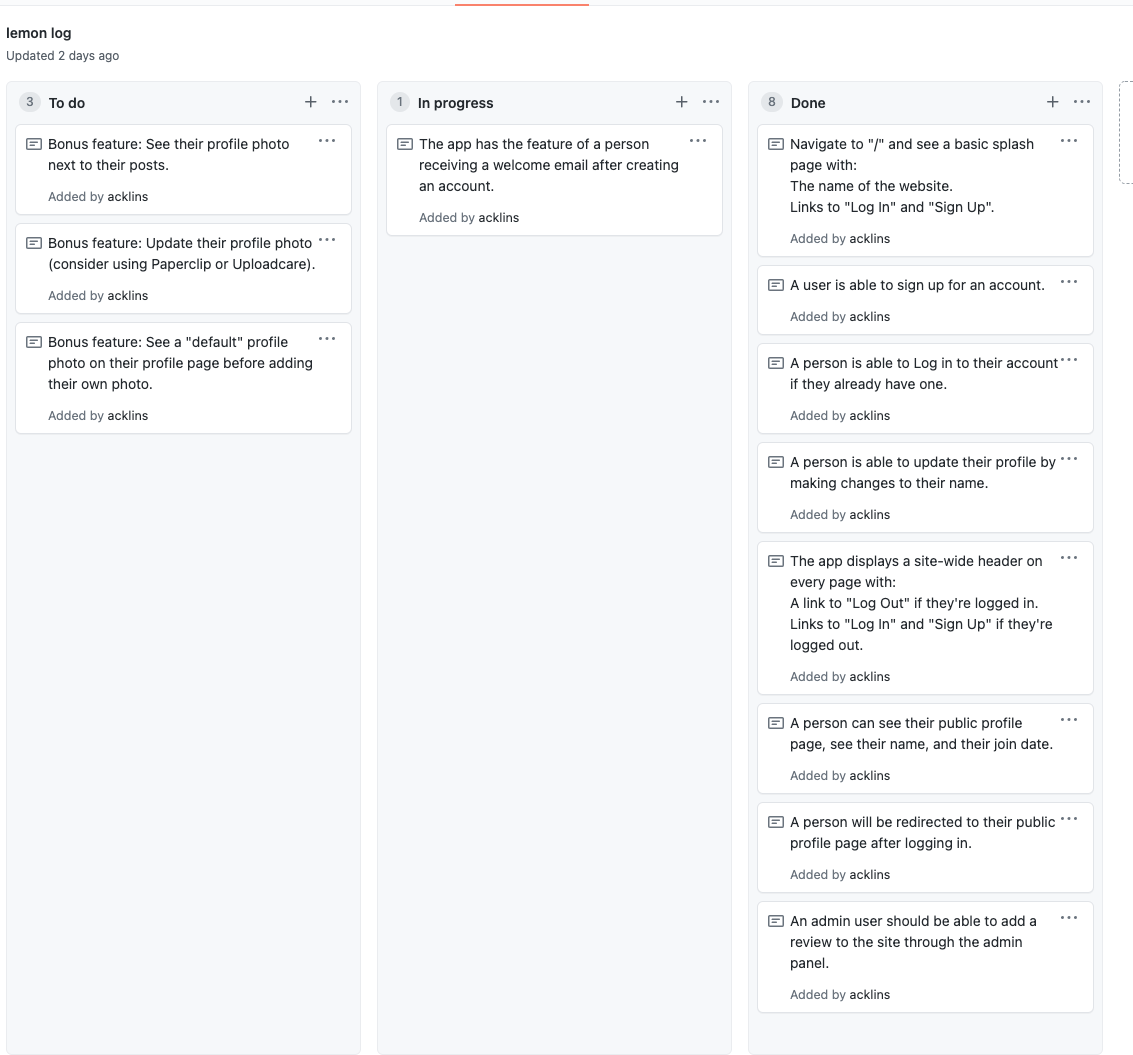 lemon log
Updated 2 days ago
3 To do
Bonus feature: See their profile photo
next to their posts.
Added by acklins
Bonus feature: Update their profile photo
(consider using Paperclip or Uploadcare).
Added by acklins
Bonus feature: See a "default" profile
photo on their profile page before adding
their own photo.
Added by acklins
1 In progress
The app has the feature of a person
receiving a welcome email after creating
an account.
Added by acklins
8 Done
Navigate to "/" and see a basic splash
page with:
The name of the website.
Links to "Log In" and "Sign Up".
Added by acklins
A user is able to sign up for an account.
Added by acklins
A person is able to Log in to their account
if they already have one.
Added by acklins
A person is able to update their profile by
making changes to their name.
Added by acklins
The app displays a site-wide header on
every page with:
A link to "Log Out" if they're logged in.
Links to "Log In" and "Sign Up" if they're
logged out.
Added by acklins
A person can see their public profile
page, see their name, and their join date.
Added by acklins
A person will be redirected to their public
profile page after logging in.
Added by acklins
An admin user should be able to add a
review to the site through the admin
panel.
Added by acklins